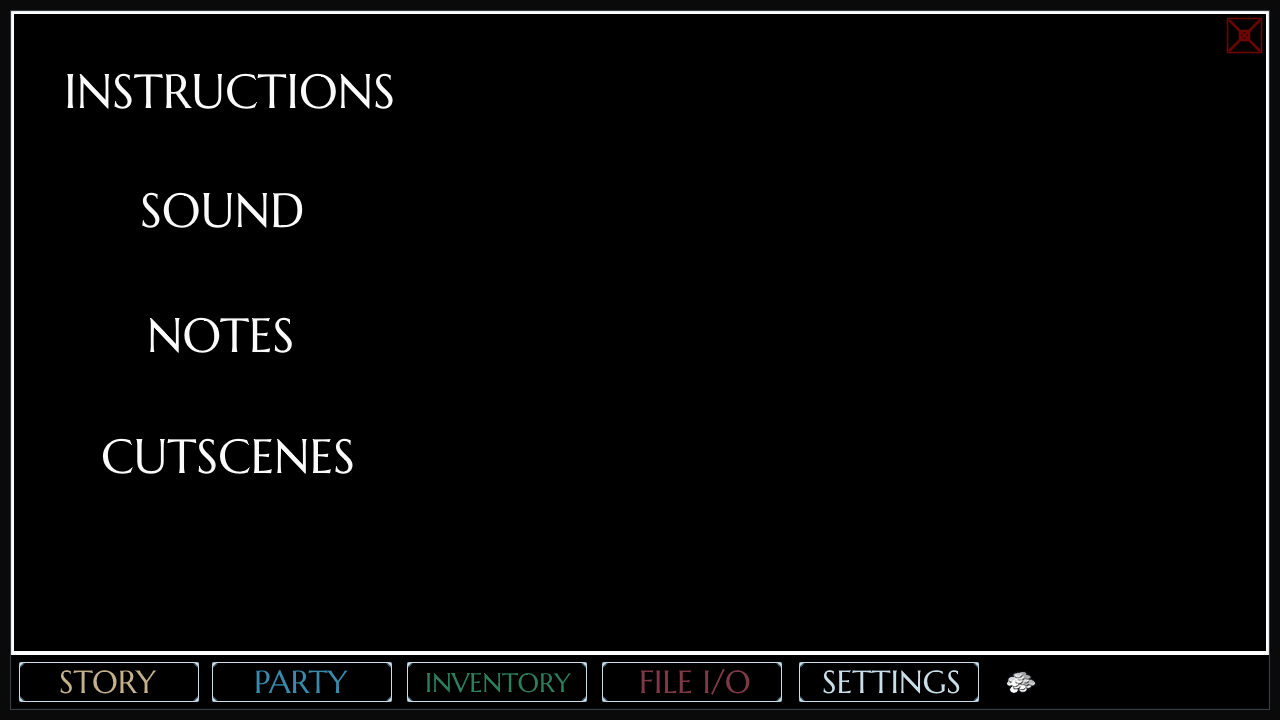 INSTRUCTIONS
SOUND
NOTES
CUTSCENES
STORY PARTY INVENTORY FILE I/O SETTINGS